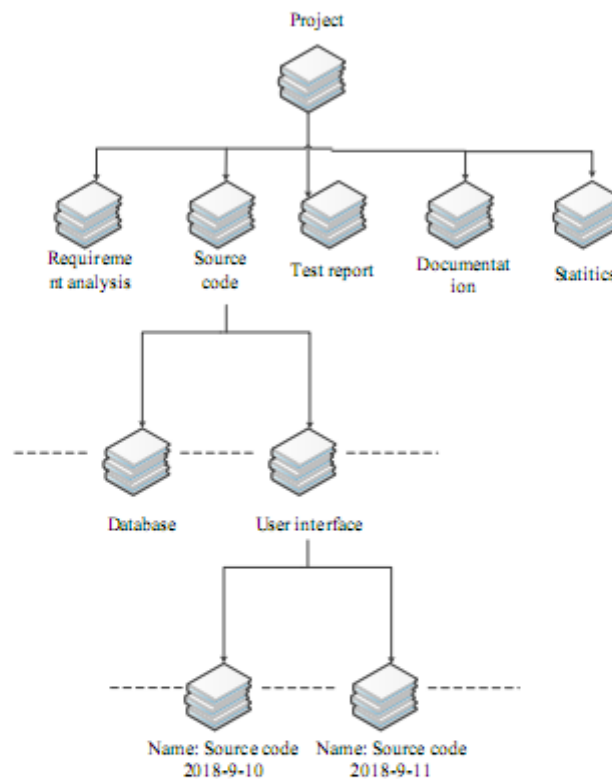 Project
Requireme
nt analysis
Source
code
Test report
Documentat
ion
Statitics
Database
User interface
Name: Source code
2018-9-10
Name: Source code
2018-9-11